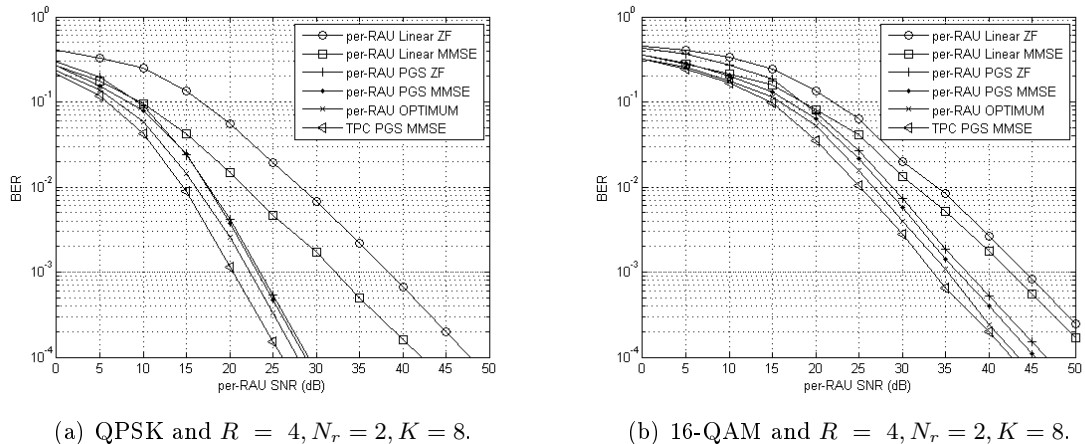 BER
10^0
10^-1
10^-2
10^-3
10^-4
per-RAU Linear ZF
per-RAU Linear MMSE
per-RAU PGS ZF
per-RAU PGS MMSE
per-RAU OPTIMUM
TPC PGS MMSE
0 5 10 15 20 25 30 35 40 45 50
per-RAU SNR (dB)
(a) QPSK and R = 4, N_r = 2, K = 8.
BER
10^0
10^-1
10^-2
10^-3
10^-4
per-RAU Linear ZF
per-RAU Linear MMSE
per-RAU PGS ZF
per-RAU PGS MMSE
per-RAU OPTIMUM
TPC PGS MMSE
0 5 10 15 20 25 30 35 40 45 50
per-RAU SNR (dB)
(b) 16-QAM and R = 4, N_r = 2, K = 8.